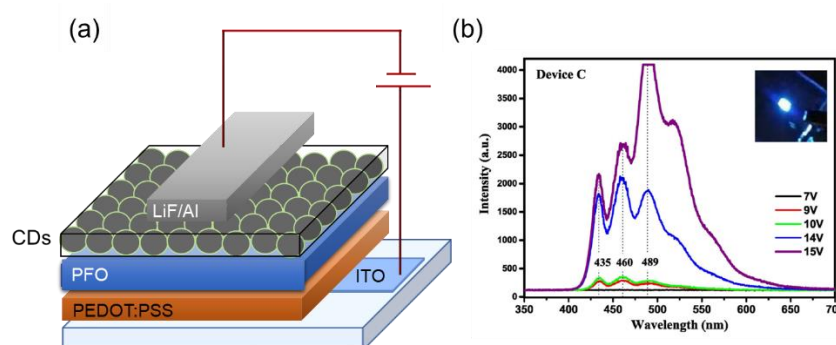 (a)
LiF/Al
CDs
PFO
ITO
PEDOT:PSS
(b)
Device C
Intensity (a.u.)
4000
3500
3000
2500
2000
1500
1000
500
0
7V
9V
10V
14V
15V
435 460 489
350 400 450 500 550 600 650 70
Wavelength (nm)